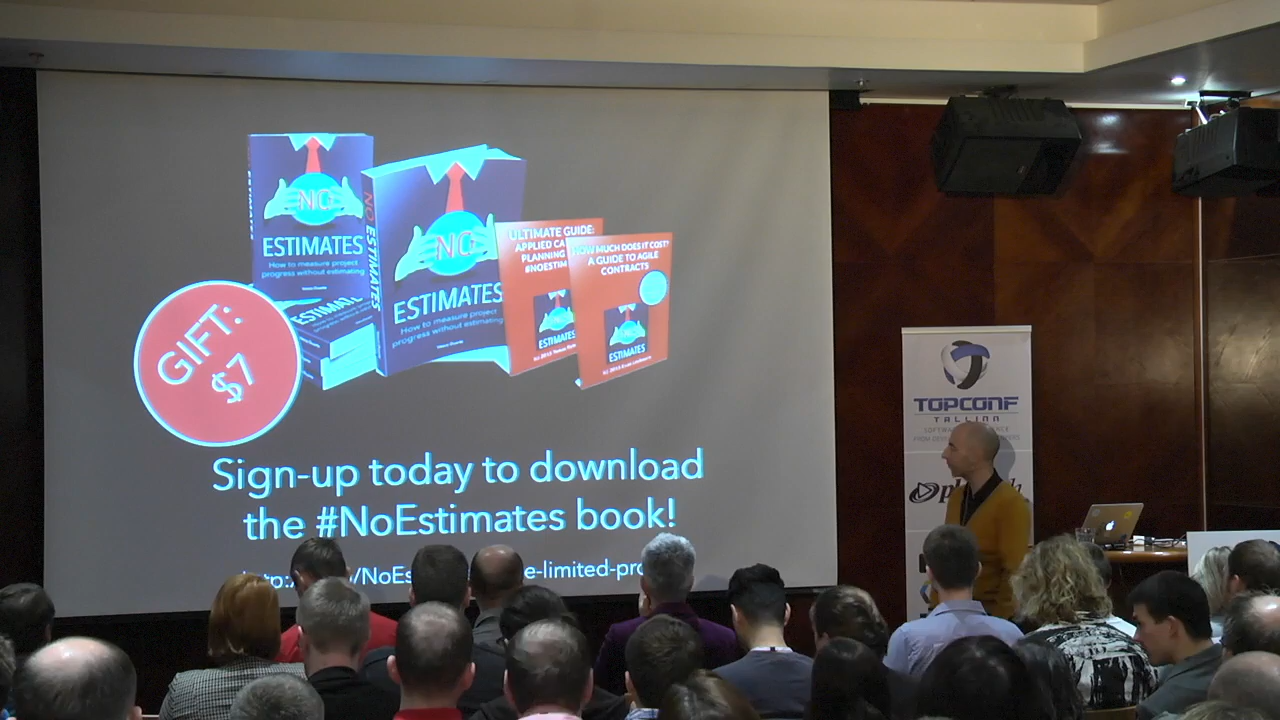 NO
ESTIMATES
How to measure project
progress without estimating
NO ESTIMATES
NO
ESTIMATES
How to measure project
progress without estimating
ULTIMATE GUIDE:
APPLIED
PLANNING
HOW MUCH DOES IT COST?
A GUIDE TO AGILE
CONTRACTS
ESTIMATES
ESTIMATES
GIFT:
$7
Sign-up today to download
the #NoEstimates book!
TOPCONF
TALLINN